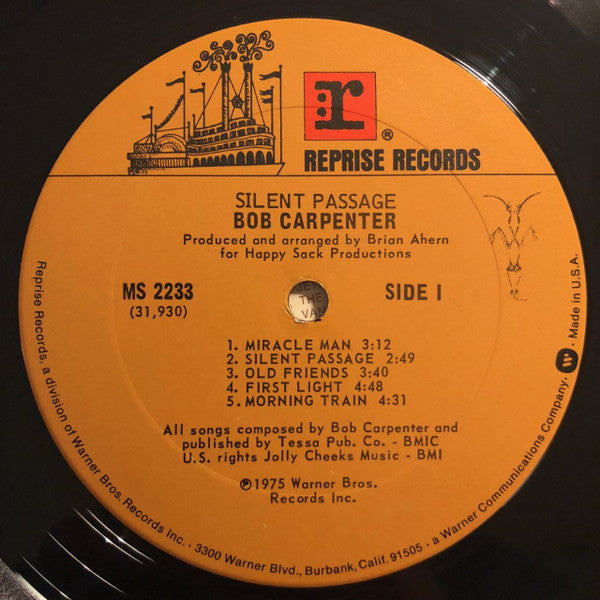 r
®
REPRISE RECORDS
SILENT PASSAGE
BOB CARPENTER
Produced and arranged by Brian Ahern
for Happy Sack Productions
MS 2233
(31,930)
SIDE I
THE
1. MIRACLE MAN 3:12
2. SILENT PASSAGE 2:49
3. OLD FRIENDS 3:40
4. FIRST LIGHT 4:48
5. MORNING TRAIN 4:31
All songs composed by Bob Carpenter and
published by Tessa Pub. Co. - BMIC
U.S. rights Jolly Cheeks Music - BMI
℗1975 Warner Bros.
Records Inc.
Reprise Records, a division of Warner Bros. Records Inc. · 3300 Warner Blvd., Burbank, Calif. 91505 · a Warner Communications Company. · W · Made in U.S.A.